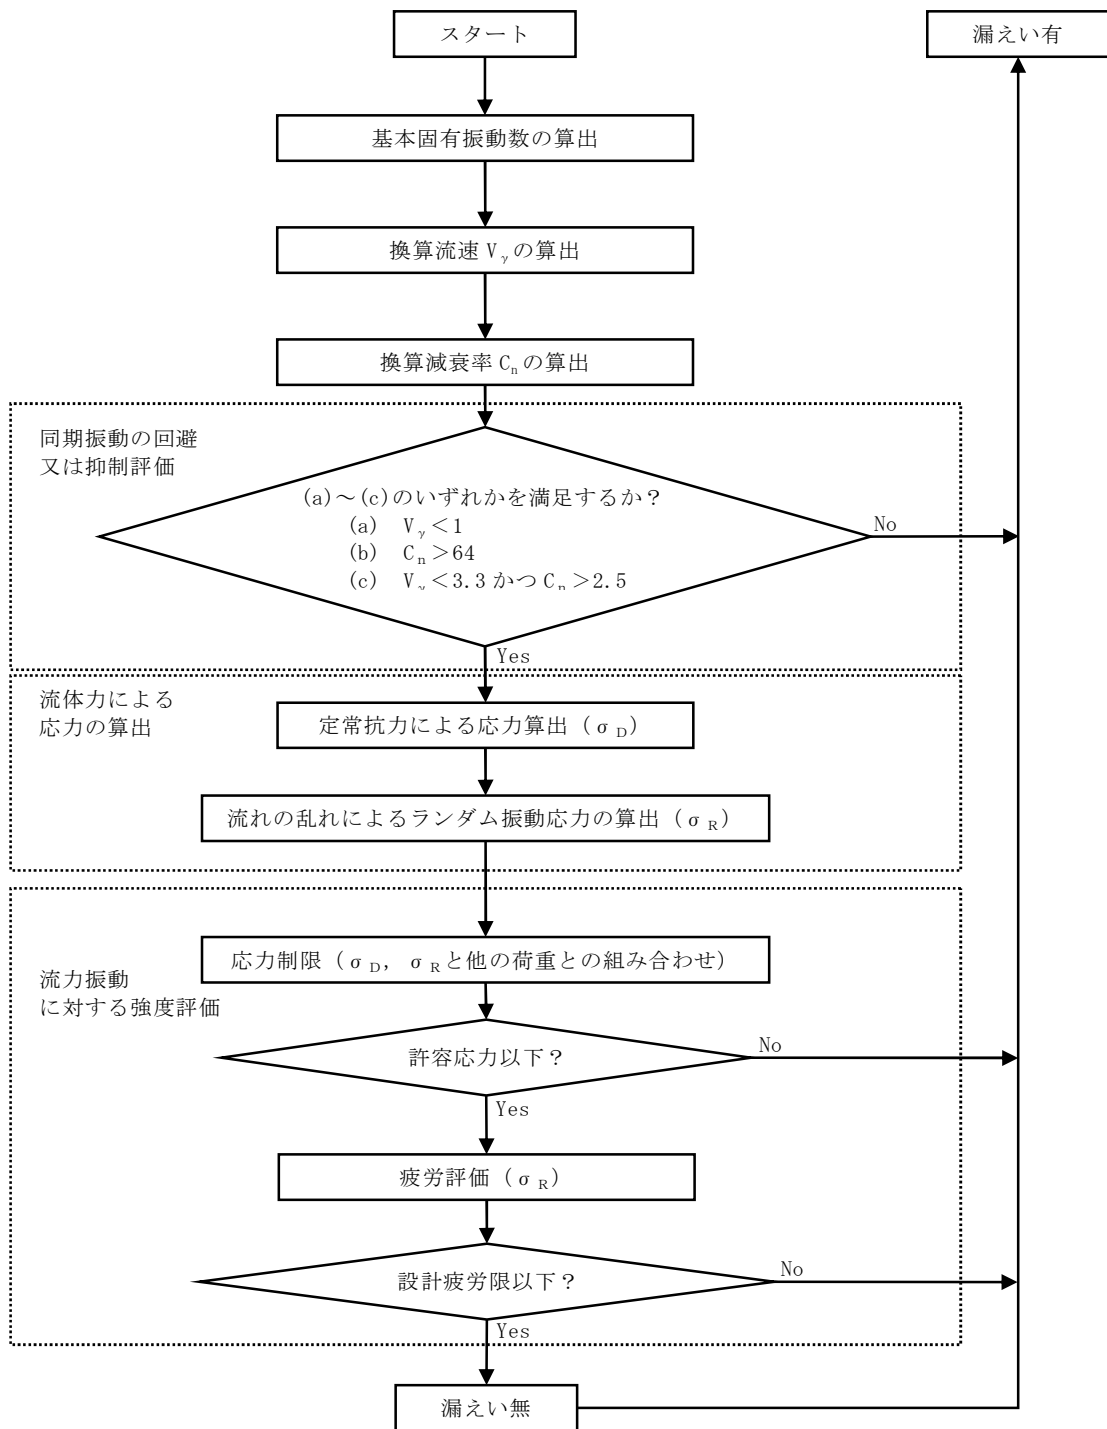 スタート
漏えい有
基本固有振動数の算出
換算流速 Vγの算出
換算減衰率 Cnの算出
同期振動の回避
又は抑制評価
(a)～(c)のいずれかを満足するか？
(a) Vγ＜1
(b) Cn＞64
(c) Vγ＜3.3 かつ Cn＞2.5
No
Yes
流体力による
応力の算出
定常抗力による応力算出（σD）
流れの乱れによるランダム振動応力の算出（σR）
応力制限（σD, σRと他の荷重との組み合わせ）
流力振動
に対する強度評価
許容応力以下？
No
Yes
疲労評価（σR）
設計疲労限以下？
No
Yes
漏えい無